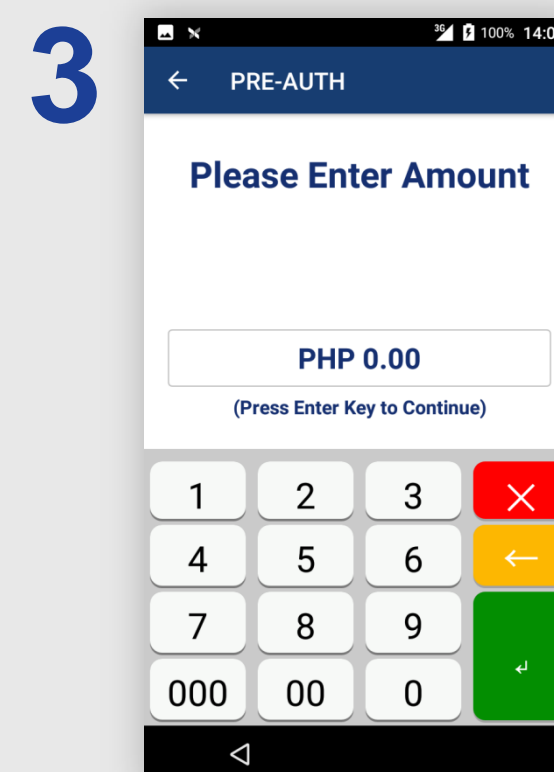 3
3G 100% 14:0
PRE-AUTH
Please Enter Amount
PHP 0.00
(Press Enter Key to Continue)
1 2 3
4 5 6
7 8 9
000 00 0